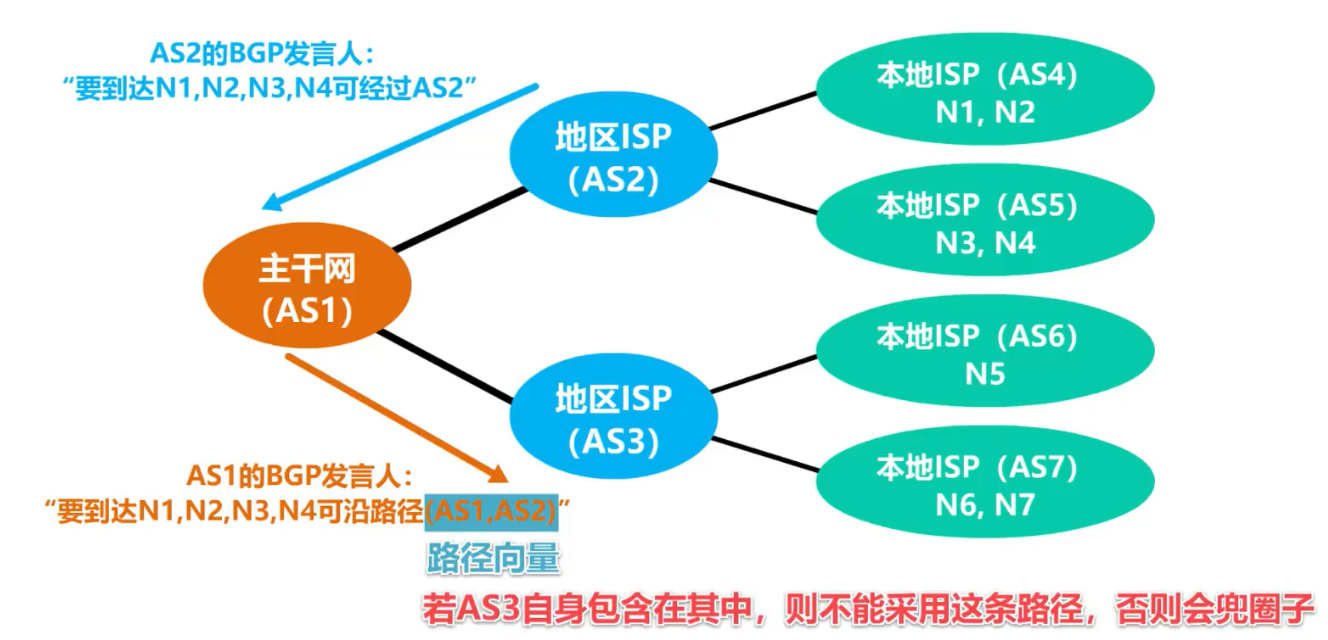 AS2的BGP发言人：
“要到达N1,N2,N3,N4可经过AS2”
地区ISP
（AS2）
本地ISP（AS4）
N1, N2
本地ISP（AS5）
N3, N4
主干网
（AS1）
地区ISP
（AS3）
本地ISP（AS6）
N5
本地ISP（AS7）
N6, N7
AS1的BGP发言人：
“要到达N1,N2,N3,N4可沿路径(AS1,AS2)”
路径向量
若AS3自身包含在其中，则不能采用这条路径，否则会兜圈子